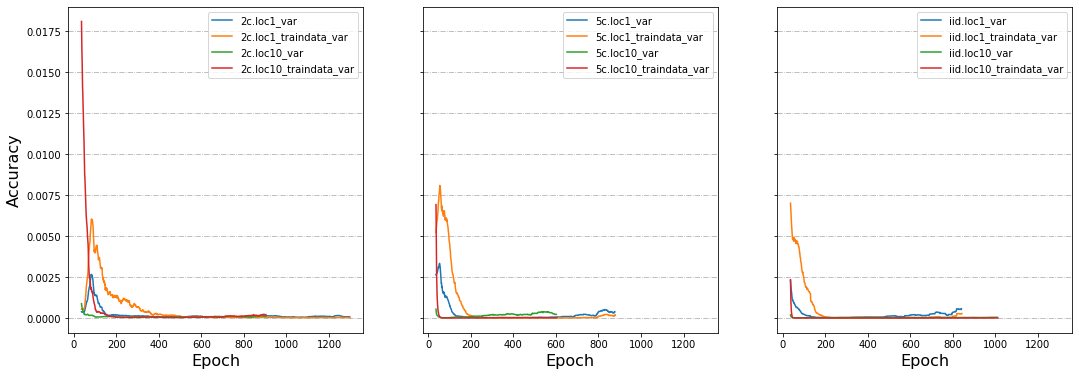 Accuracy
0.0175
0.0150
0.0125
0.0100
0.0075
0.0050
0.0025
0.0000
2c.loc1_var
2c.loc1_traindata_var
2c.loc10_var
2c.loc10_traindata_var
0 200 400 600 800 1000 1200
Epoch
5c.loc1_var
5c.loc1_traindata_var
5c.loc10_var
5c.loc10_traindata_var
0 200 400 600 800 1000 1200
Epoch
iid.loc1_var
iid.loc1_traindata_var
iid.loc10_var
iid.loc10_traindata_var
0 200 400 600 800 1000 1200
Epoch